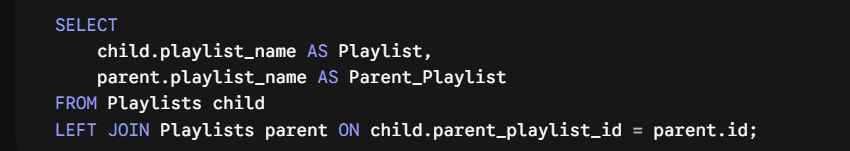 SELECT
    child.playlist_name AS Playlist,
    parent.playlist_name AS Parent_Playlist
FROM Playlists child
LEFT JOIN Playlists parent ON child.parent_playlist_id = parent.id;